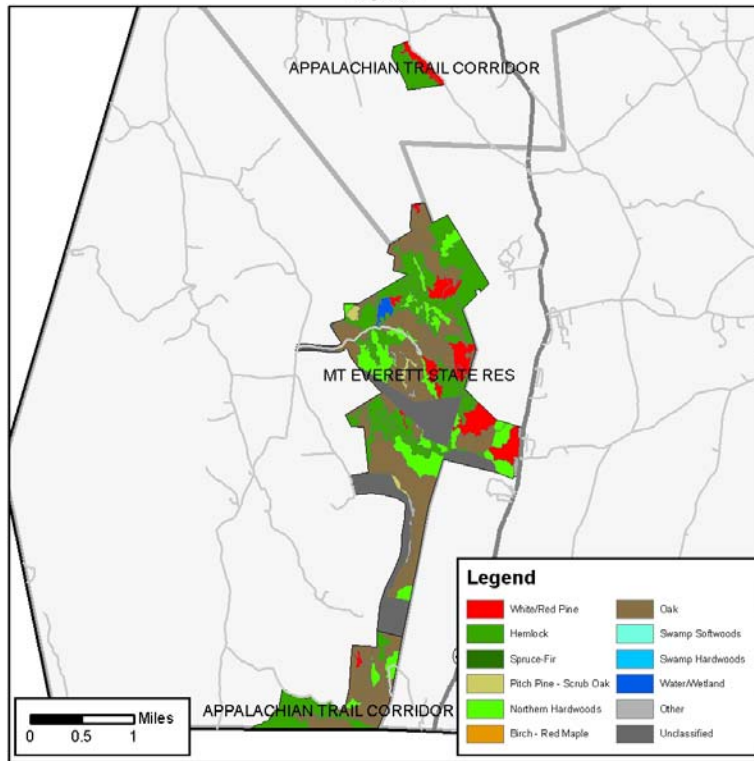 APPALACHIAN TRAIL CORRIDOR
MT EVERETT STATE RES
APPALACHIAN TRAIL CORRIDOR
Miles
0 0.5 1
Legend
White/Red Pine
Hemlock
Spruce-Fir
Pitch Pine - Scrub Oak
Northern Hardwoods
Birch - Red Maple
Oak
Swamp Softwoods
Swamp Hardwoods
Water/Wetland
Other
Unclassified